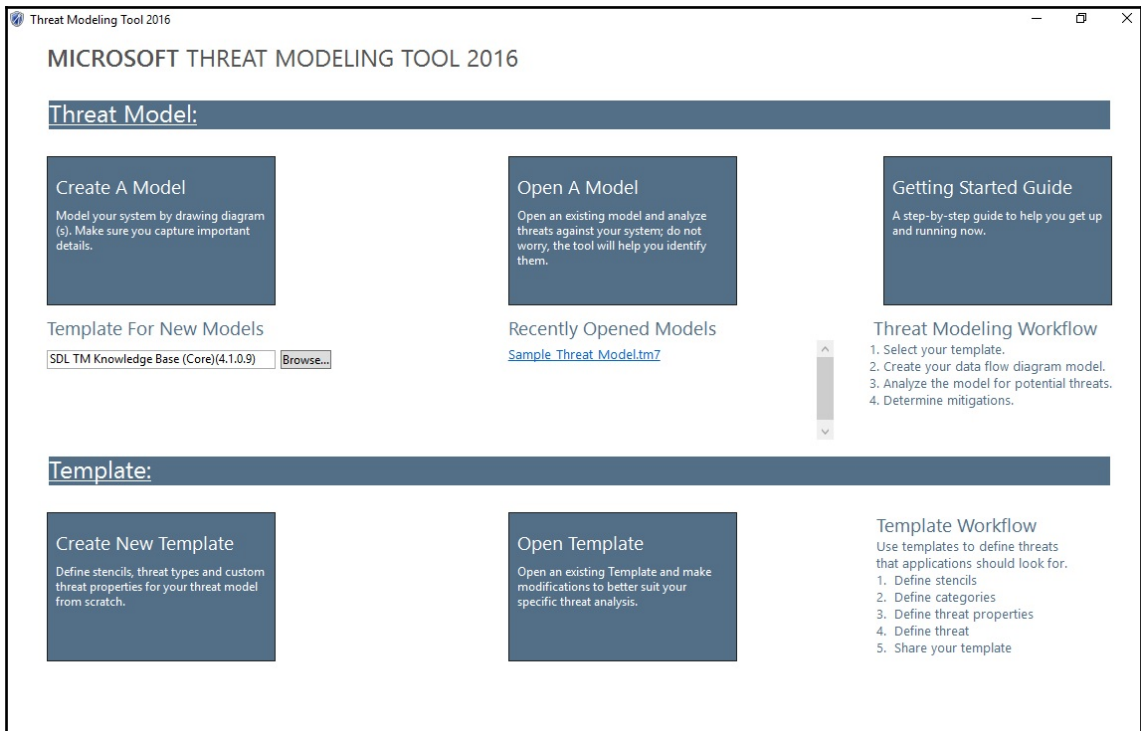 Threat Modeling Tool 2016
MICROSOFT THREAT MODELING TOOL 2016
Threat Model:
Create A Model
Model your system by drawing diagram
(s). Make sure you capture important
details.
Open A Model
Open an existing model and analyze
threats against your system; do not
worry, the tool will help you identify
them.
Getting Started Guide
A step-by-step guide to help you get up
and running now.
Template For New Models
SDL TM Knowledge Base (Core)(4.1.0.9)
Browse...
Recently Opened Models
Sample Threat Model.tm7
Threat Modeling Workflow
1. Select your template.
2. Create your data flow diagram model.
3. Analyze the model for potential threats.
4. Determine mitigations.
Template:
Create New Template
Define stencils, threat types and custom
threat properties for your threat model
from scratch.
Open Template
Open an existing Template and make
modifications to better suit your
specific threat analysis.
Template Workflow
Use templates to define threats
that applications should look for.
1. Define stencils
2. Define categories
3. Define threat properties
4. Define threat
5. Share your template